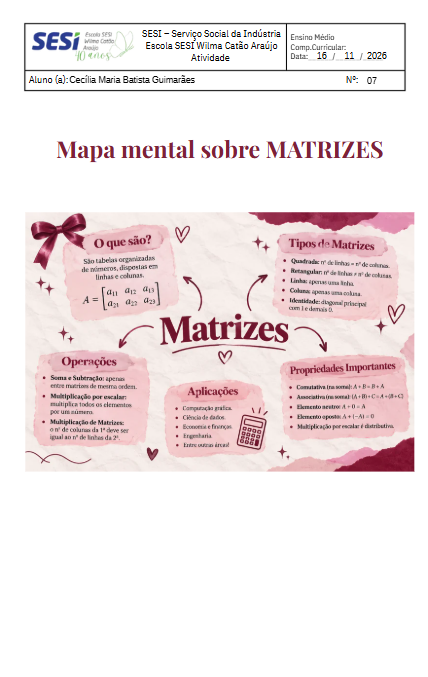 SESI Escola SESI
Wilma Catão
Araújo
40 anos
SESI – Serviço Social da Indústria
Escola SESI Wilma Catão Araújo
Atividade
Ensino Médio
Comp.Curricular:
Data: 16 / 11 / 2026
Aluno (a): Cecília Maria Batista Guimarães
Nº: 07
Mapa mental sobre MATRIZES
O que são?
São tabelas organizadas
de números, dispostas em
linhas e colunas.
A = [a11 a12 a13
a21 a22 a23]
Tipos de Matrizes
• Quadrada: nº de linhas = nº de colunas.
• Retangular: nº de linhas ≠ nº de colunas.
• Linha: apenas uma linha.
• Coluna: apenas uma coluna.
• Identidade: diagonal principal
com 1 e demais 0.
Matrizes
Operações
• Soma e Subtração: apenas
entre matrizes de mesma ordem.
• Multiplicação por escalar:
multiplica todos os elementos
por um número.
• Multiplicação de Matrizes:
o nº de colunas da 1ª deve ser
igual ao nº de linhas da 2ª.
Aplicações
• Computação gráfica.
• Ciência de dados.
• Economia e finanças.
• Engenharia.
• Entre outras áreas!
Propriedades Importantes
• Comutativa (na soma): A + B = B + A
• Associativa (na soma): (A + B) + C = A + (B + C)
• Elemento neutro: A + 0 = A
• Elemento oposto: A + (−A) = 0
• Multiplicação por escalar é distributiva.